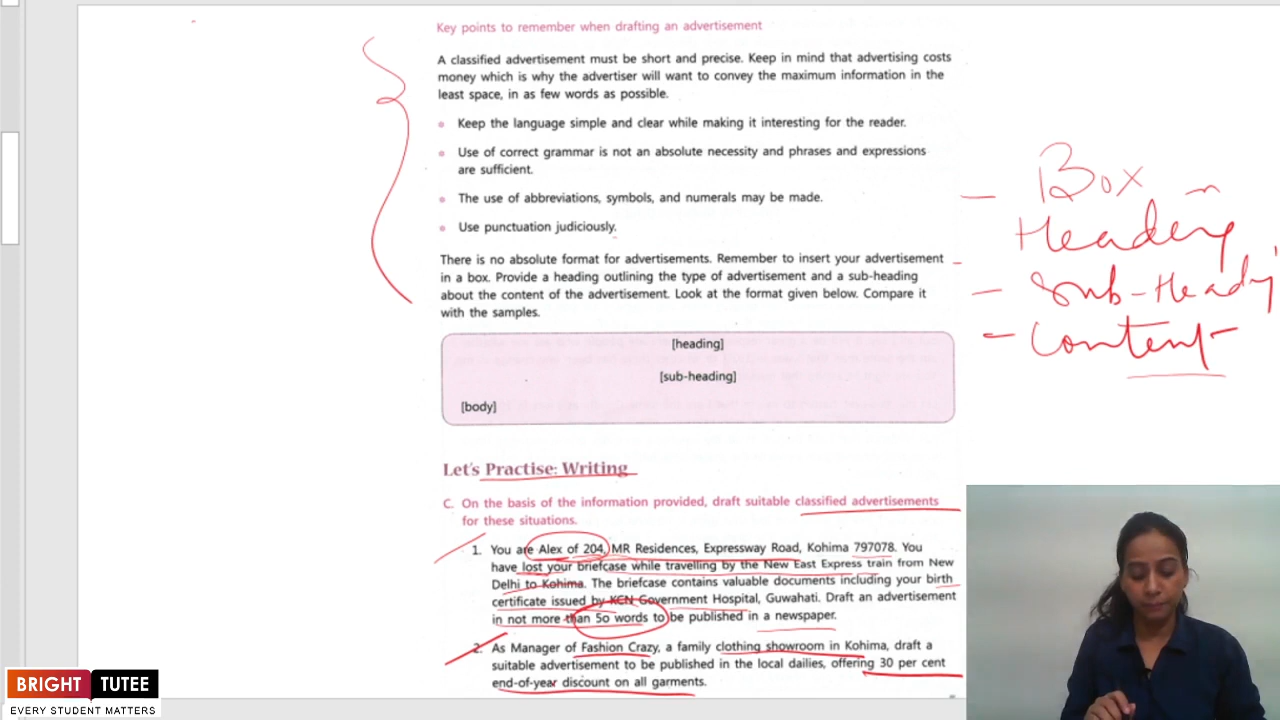 Key points to remember when drafting an advertisement
A classified advertisement must be short and precise. Keep in mind that advertising costs
money which is why the advertiser will want to convey the maximum information in the
least space, in as few words as possible.
Keep the language simple and clear while making it interesting for the reader.
Use of correct grammar is not an absolute necessity and phrases and expressions
are sufficient.
The use of abbreviations, symbols, and numerals may be made.
Use punctuation judiciously.
There is no absolute format for advertisements. Remember to insert your advertisement
in a box. Provide a heading outlining the type of advertisement and a sub-heading
about the content of the advertisement. Look at the format given below. Compare it
with the samples.
[heading]
[sub-heading]
[body]
Let's Practise: Writing
C. On the basis of the information provided, draft suitable classified advertisements
for these situations.
1. You are Alex of 204, MR Residences, Expressway Road, Kohima 797078. You
have lost your briefcase while travelling by the New East Express train from New
Delhi to Kohima. The briefcase contains valuable documents including your birth
certificate issued by KCN Government Hospital, Guwahati. Draft an advertisement
in not more than 50 words to be published in a newspaper.
2. As Manager of Fashion Crazy, a family clothing showroom in Kohima, draft a
suitable advertisement to be published in the local dailies, offering 30 per cent
end-of-year discount on all garments.
- Box
Heading
- Sub-Heading
- Content
BRIGHT TUTEE
EVERY STUDENT MATTERS